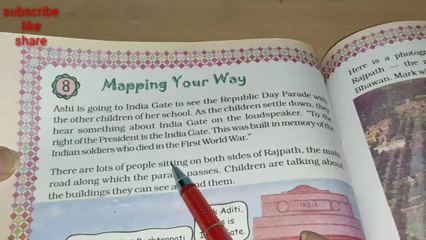 subscribe
like
share
8
Mapping Your Way
Ashi is going to India Gate to see the Republic Day Parade with
the other children of her school. As the children settle down, they
hear something about India Gate on the loudspeaker. "To the
right of the President is the India Gate. This was built in memory of the
Indian soldiers who died in the First World War."
There are lots of people sitting on both sides of Rajpath, the main
road along which the parade passes. Children are talking about
the buildings they can see around them.
Aditi,
is
Gate.
INDIA
Here is a photog
Rajpath — the
Bhawan. Mark w